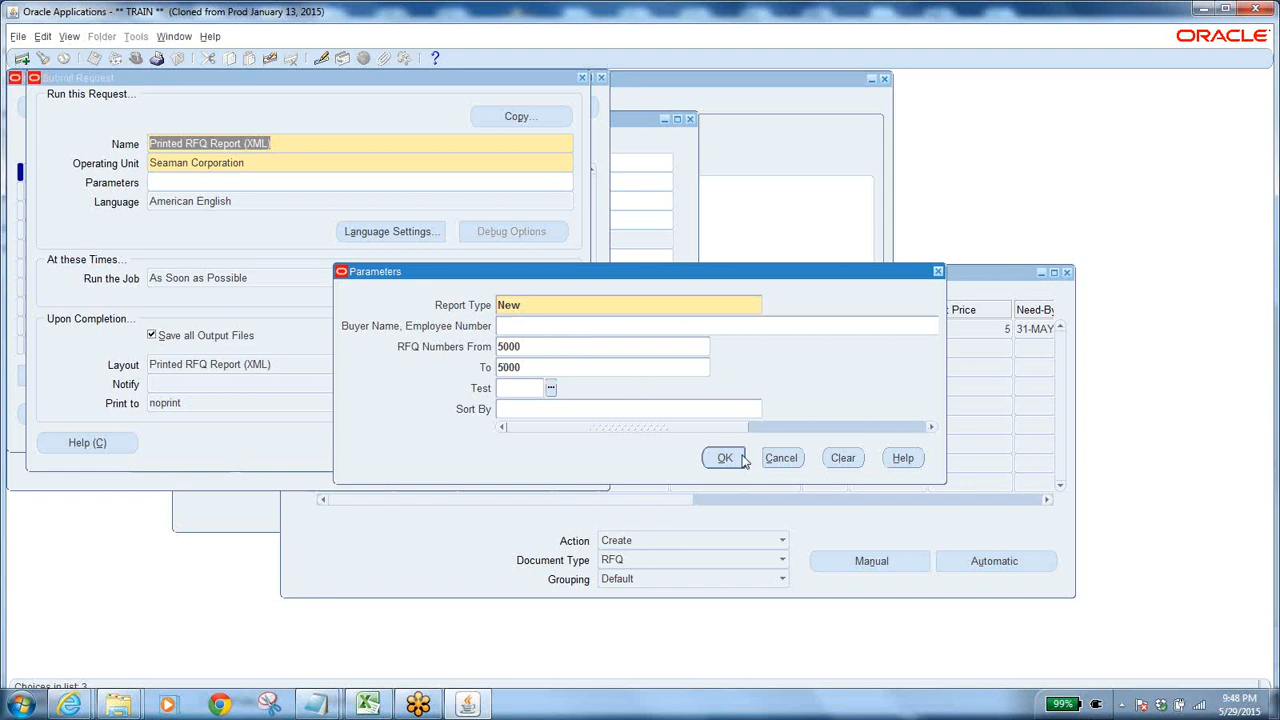 Oracle Applications - ** TRAIN ** (Cloned from Prod January 13, 2015)
File Edit View Folder Tools Window Help
ORACLE
Submit Request
Run this Request...
Copy...
Name Printed RFQ Report (XML)
Operating Unit Seaman Corporation
Parameters
Language American English
Language Settings... Debug Options
At these Times...
Run the Job As Soon as Possible
Upon Completion...
Save all Output Files
Layout Printed RFQ Report (XML)
Notify
Print to noprint
Help (C)
Parameters
Report Type New
Buyer Name, Employee Number
RFQ Numbers From 5000
To 5000
Test
Sort By
OK Cancel Clear Help
Price Need-By
5 31-MAY
Action Create
Document Type RFQ
Grouping Default
Manual Automatic
Choices in list: 3
99%
9:48 PM
5/29/2015